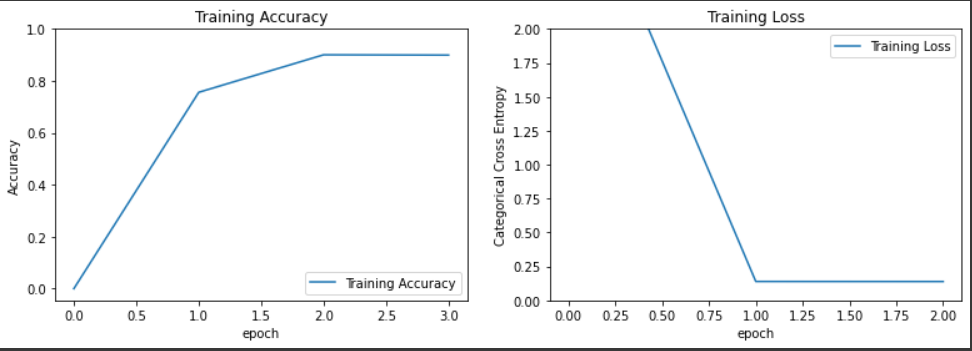 Training Accuracy
1.0
0.8
0.6
0.4
0.2
0.0
Accuracy
Training Accuracy
0.0 0.5 1.0 1.5 2.0 2.5 3.0
epoch
Training Loss
2.00
1.75
1.50
1.25
1.00
0.75
0.50
0.25
0.00
Categorical Cross Entropy
Training Loss
0.00 0.25 0.50 0.75 1.00 1.25 1.50 1.75 2.00
epoch